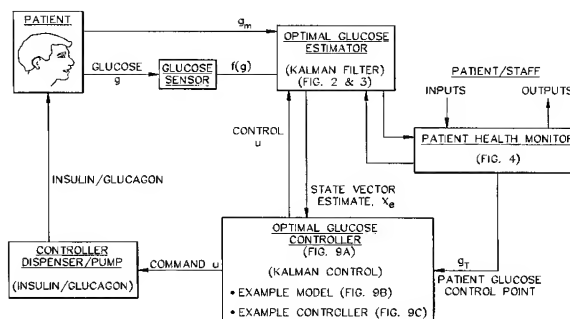 PATIENT
g_m
GLUCOSE
g
GLUCOSE
SENSOR
f(g)
OPTIMAL GLUCOSE
ESTIMATOR
(KALMAN FILTER)
(FIG. 2 & 3)
PATIENT/STAFF
INPUTS
OUTPUTS
PATIENT HEALTH MONITOR
(FIG. 4)
CONTROL
u
INSULIN/GLUCAGON
STATE VECTOR
ESTIMATE, X_e
CONTROLLER
DISPENSER/PUMP
(INSULIN/GLUCAGON)
COMMAND u
OPTIMAL GLUCOSE
CONTROLLER
(FIG. 9A)
(KALMAN CONTROL)
• EXAMPLE MODEL (FIG. 9B)
• EXAMPLE CONTROLLER (FIG. 9C)
g_T
PATIENT GLUCOSE
CONTROL POINT